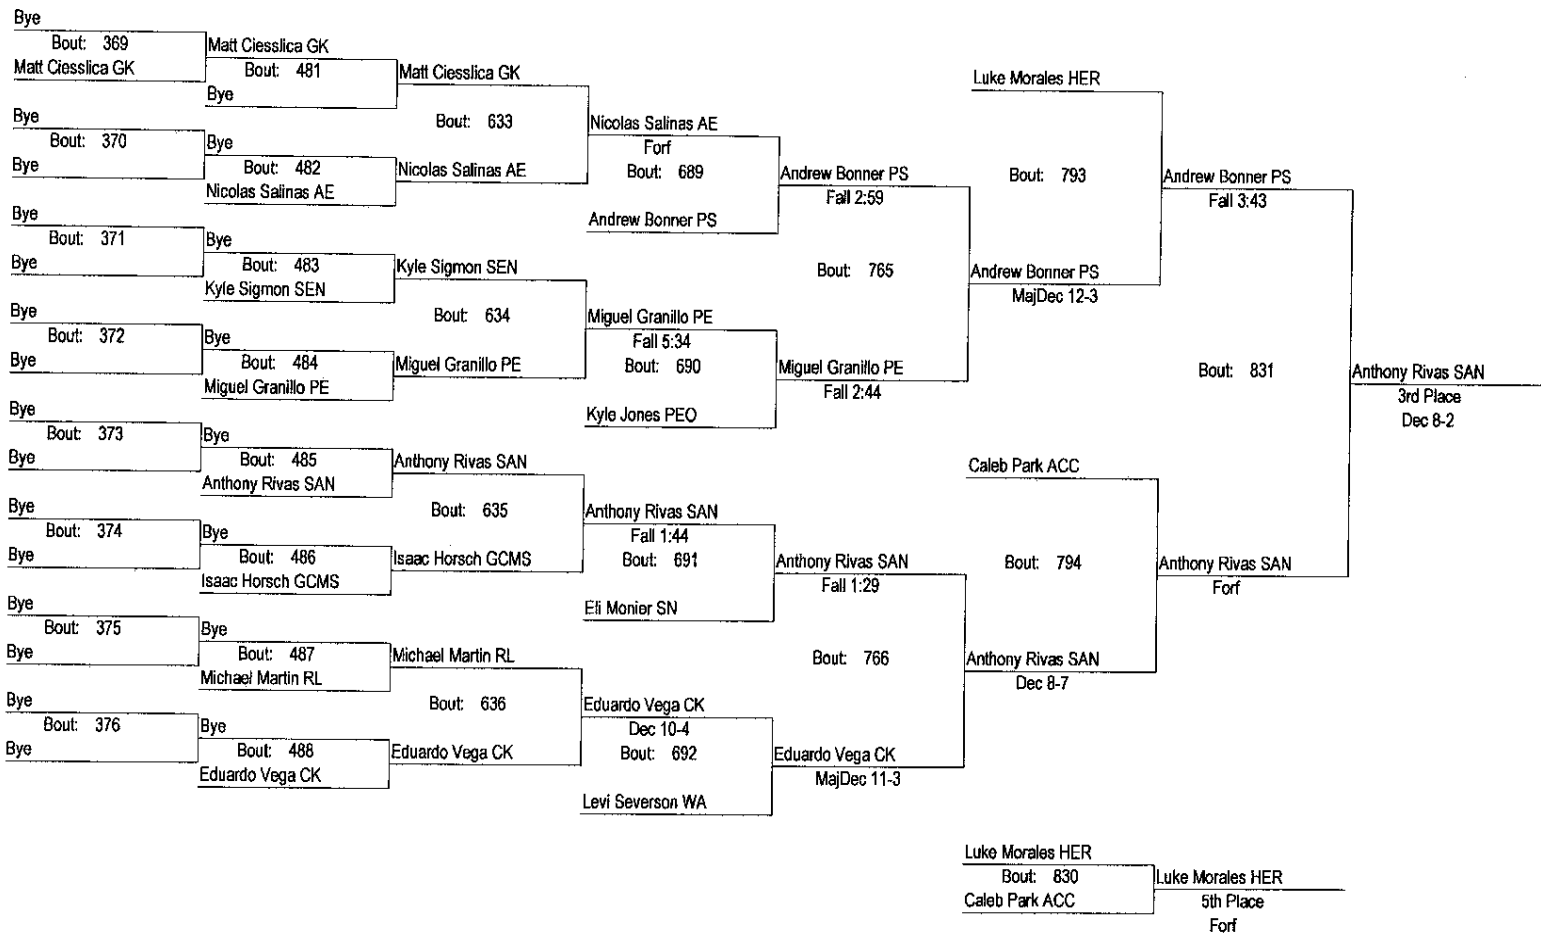 Bye
Bout: 369
Matt Ciesslica GK
Bye
Bout: 370
Bye
Bye
Bout: 371
Bye
Bye
Bout: 372
Bye
Bye
Bout: 373
Bye
Bye
Bout: 374
Bye
Bye
Bout: 375
Bye
Bye
Bout: 376
Bye
Matt Ciesslica GK
Bout: 481
Bye
Bye
Bout: 482
Nicolas Salinas AE
Bye
Bout: 483
Kyle Sigmon SEN
Bye
Bout: 484
Miguel Granillo PE
Bye
Bout: 485
Anthony Rivas SAN
Bye
Bout: 486
Isaac Horsch GCMS
Bye
Bout: 487
Michael Martin RL
Bye
Bout: 488
Eduardo Vega CK
Matt Ciesslica GK
Bout: 633
Nicolas Salinas AE
Kyle Sigmon SEN
Bout: 634
Miguel Granillo PE
Anthony Rivas SAN
Bout: 635
Isaac Horsch GCMS
Michael Martin RL
Bout: 636
Eduardo Vega CK
Nicolas Salinas AE
Forf
Bout: 689
Andrew Bonner PS
Miguel Granillo PE
Fall 5:34
Bout: 690
Kyle Jones PEO
Anthony Rivas SAN
Fall 1:44
Bout: 691
Eli Monier SN
Eduardo Vega CK
Dec 10-4
Bout: 692
Levi Severson WA
Andrew Bonner PS
Fall 2:59
Bout: 765
Miguel Granillo PE
Fall 2:44
Anthony Rivas SAN
Fall 1:29
Bout: 766
Eduardo Vega CK
MajDec 11-3
Luke Morales HER
Bout: 793
Andrew Bonner PS
MajDec 12-3
Caleb Park ACC
Bout: 794
Anthony Rivas SAN
Dec 8-7
Andrew Bonner PS
Fall 3:43
Bout: 831
Anthony Rivas SAN
Forf
Anthony Rivas SAN
3rd Place
Dec 8-2
Luke Morales HER
Bout: 830
Caleb Park ACC
Luke Morales HER
5th Place
Forf